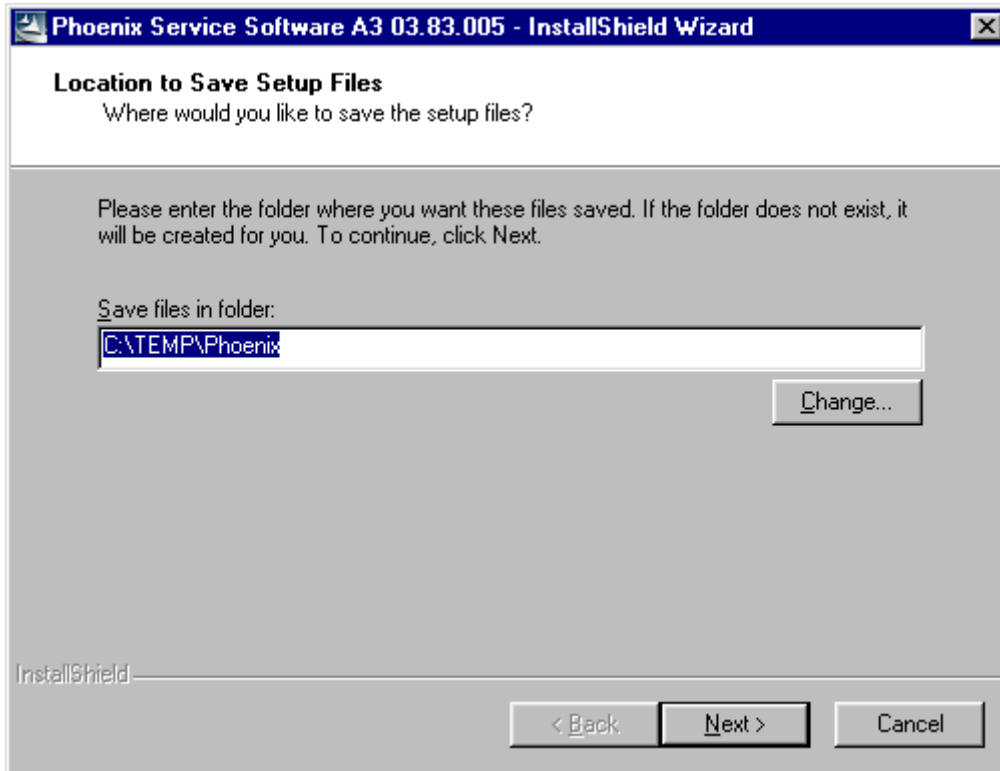 Phoenix Service Software A3 03.83.005 - InstallShield Wizard
Location to Save Setup Files
Where would you like to save the setup files?
Please enter the folder where you want these files saved. If the folder does not exist, it
will be created for you. To continue, click Next.
Save files in folder:
C:\TEMP\Phoenix
Change...
InstallShield
< Back
Next >
Cancel